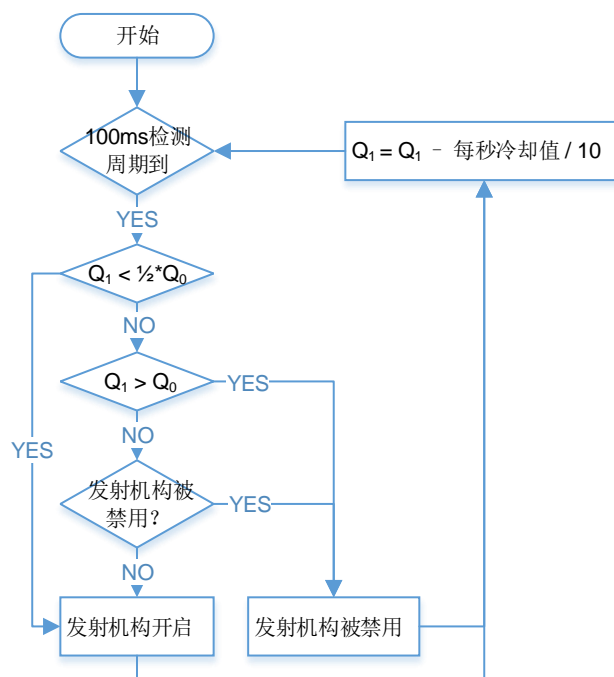 开始
100ms检测
周期到
Q₁ = Q₁ - 每秒冷却值 / 10
YES
Q₁ < ½*Q₀
NO
Q₁ > Q₀
YES
YES
NO
发射机构被
禁用？
YES
NO
发射机构开启
发射机构被禁用